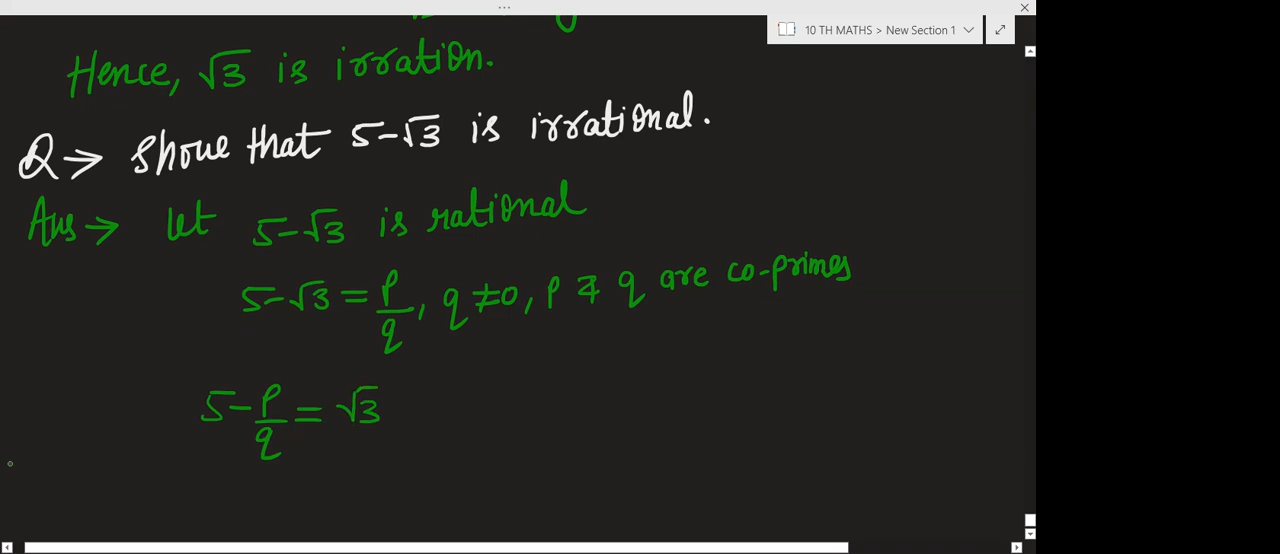 10 TH MATHS > New Section 1
Hence, √3 is irration.
Q → Show that 5-√3 is irrational.
Ans → Let 5-√3 is rational
5-√3 = p/q, q ≠ 0, p & q are co-primes
5 - p/q = √3